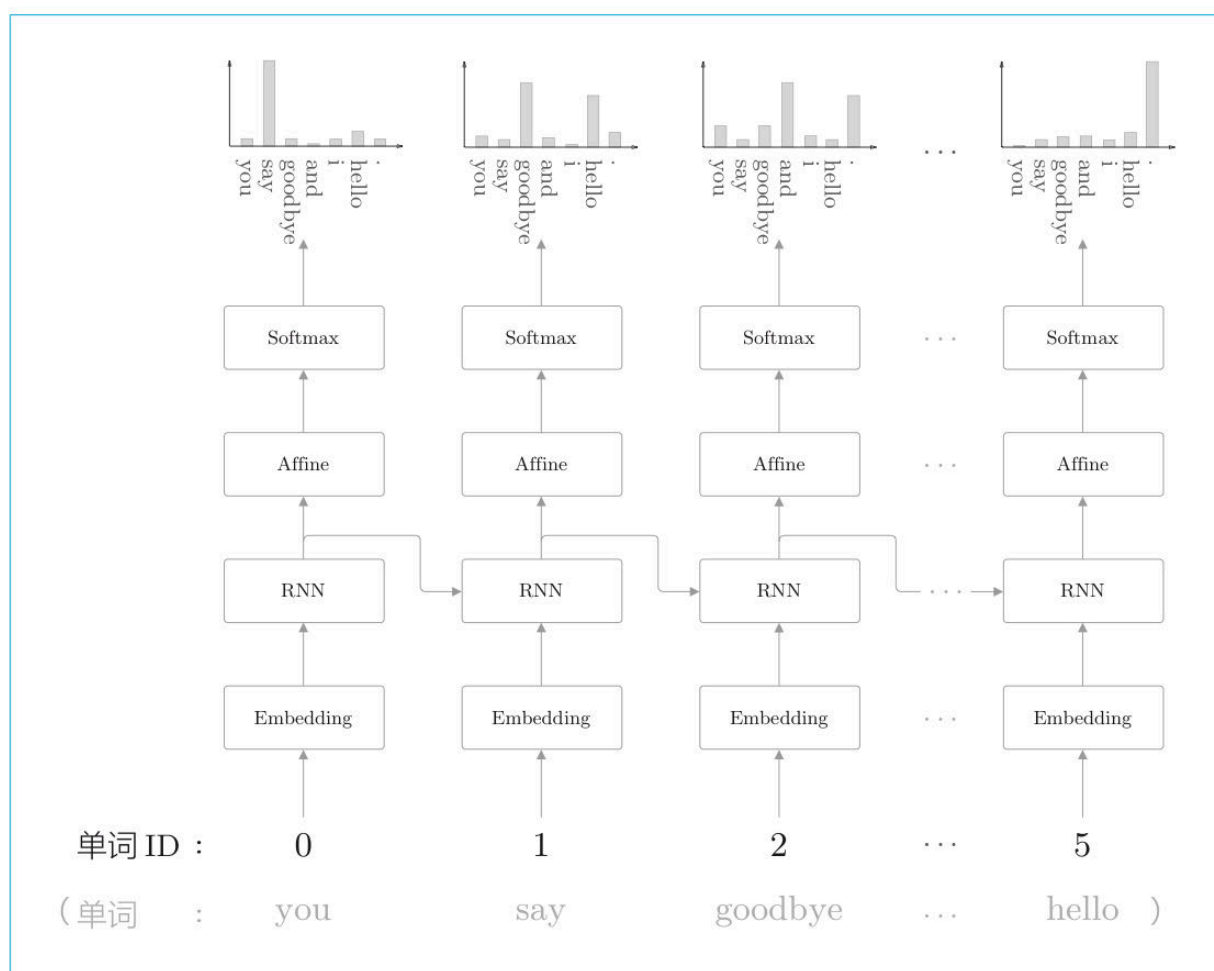 you say goodbye and i hello .
you say goodbye and i hello .
you say goodbye and i hello .
...
you say goodbye and i hello .
Softmax Softmax Softmax ... Softmax
Affine Affine Affine ... Affine
RNN RNN RNN ... RNN
Embedding Embedding Embedding ... Embedding
单词 ID : 0 1 2 ... 5
(单词 : you say goodbye ... hello )